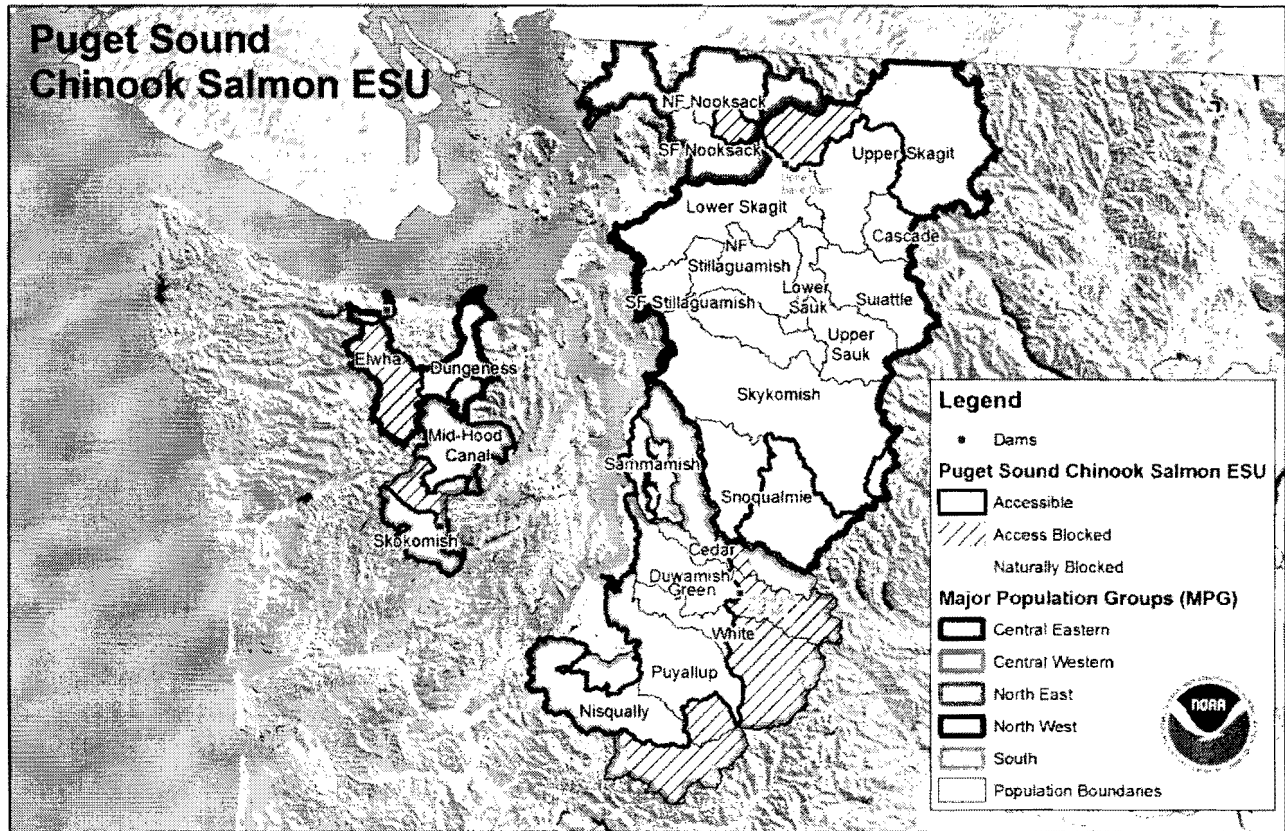 Puget Sound
Chinook Salmon ESU
NF Nooksack
SF Nooksack
Upper Skagit
Lower Skagit
Cascade
NF
Stillaguamish
SF Stillaguamish
Lower
Sauk
Suiattle
Upper
Sauk
Elwha
Dungeness
Skykomish
Mid-Hood
Canal
Sammamish
Snoqualmie
Skokomish
Cedar
Duwamish/
Green
White
Puyallup
Nisqually
Legend
Dams
Puget Sound Chinook Salmon ESU
Accessible
Access Blocked
Naturally Blocked
Major Population Groups (MPG)
Central Eastern
Central Western
North East
North West
South
Population Boundaries
NOAA